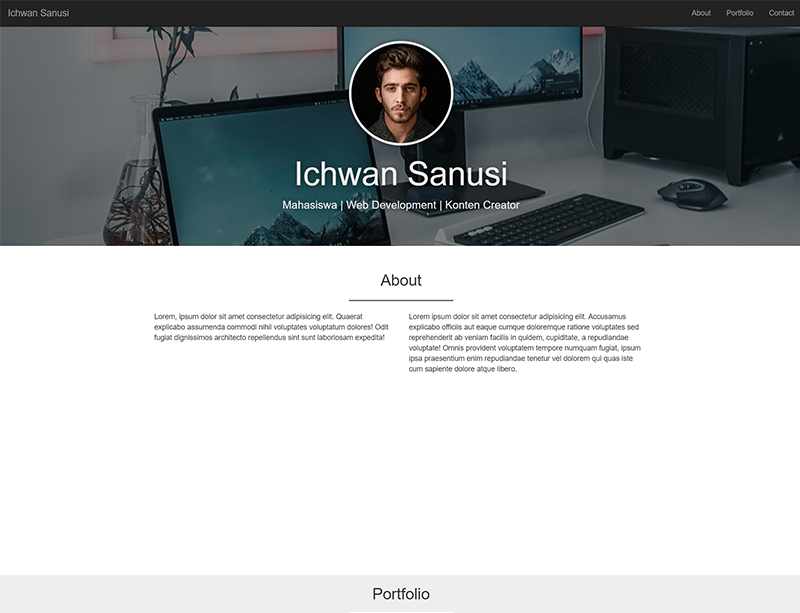 Ichwan Sanusi
About Portfolio Contact
Ichwan Sanusi
Mahasiswa | Web Development | Konten Creator
About
Lorem, ipsum dolor sit amet consectetur adipisicing elit. Quaerat
explicabo assumenda commodi nihil voluptates voluptatum dolores! Odit
fugiat dignissimos architecto repellendus sint sunt laboriosam expedita!
Lorem ipsum dolor sit amet consectetur adipisicing elit. Accusamus
explicabo officiis aut eaque cumque doloremque ratione voluptates sed
reprehenderit ab veniam facilis in quidem, cupiditate, a repudiandae
voluptate! Omnis provident voluptatem tempore numquam fugiat, ipsum
ipsa praesentium enim repudiandae tenetur vel dolorem qui quas iste
cum sapiente dolore atque libero.
Portfolio